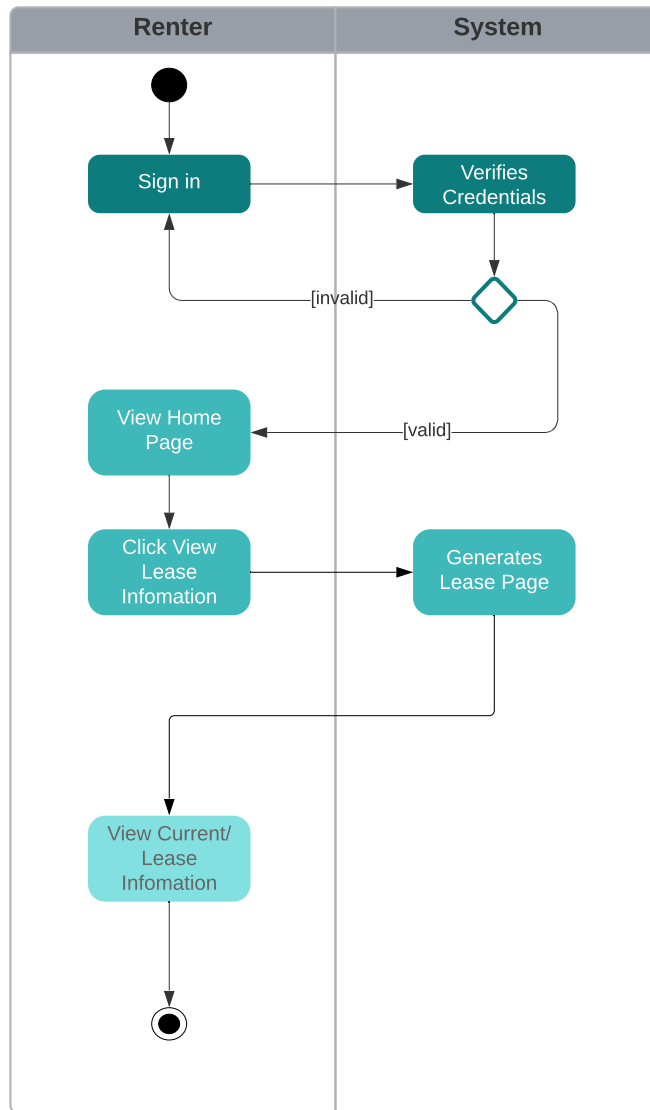 Renter
System
Sign in
Verifies
Credentials
[invalid]
View Home
Page
[valid]
Click View
Lease
Infomation
Generates
Lease Page
View Current/
Lease
Infomation